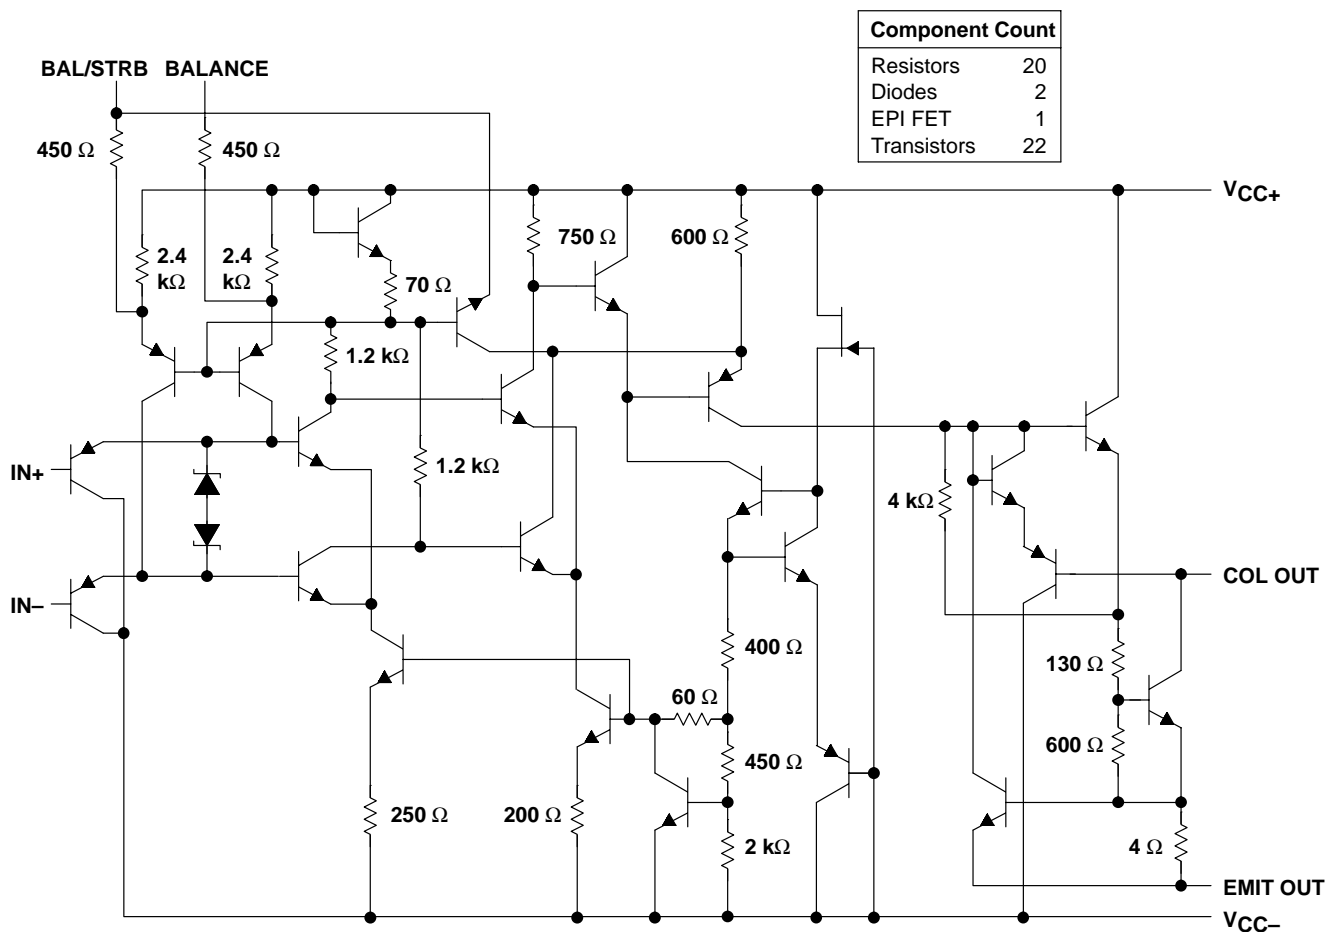 Component Count
Resistors 20
Diodes 2
EPI FET 1
Transistors 22
BAL/STRB BALANCE
450 Ω 450 Ω
VCC+
2.4 kΩ
2.4 kΩ
70 Ω
750 Ω
600 Ω
1.2 kΩ
IN+
1.2 kΩ
4 kΩ
COL OUT
IN–
400 Ω
130 Ω
60 Ω
600 Ω
450 Ω
250 Ω
200 Ω
2 kΩ
4 Ω
EMIT OUT
VCC–